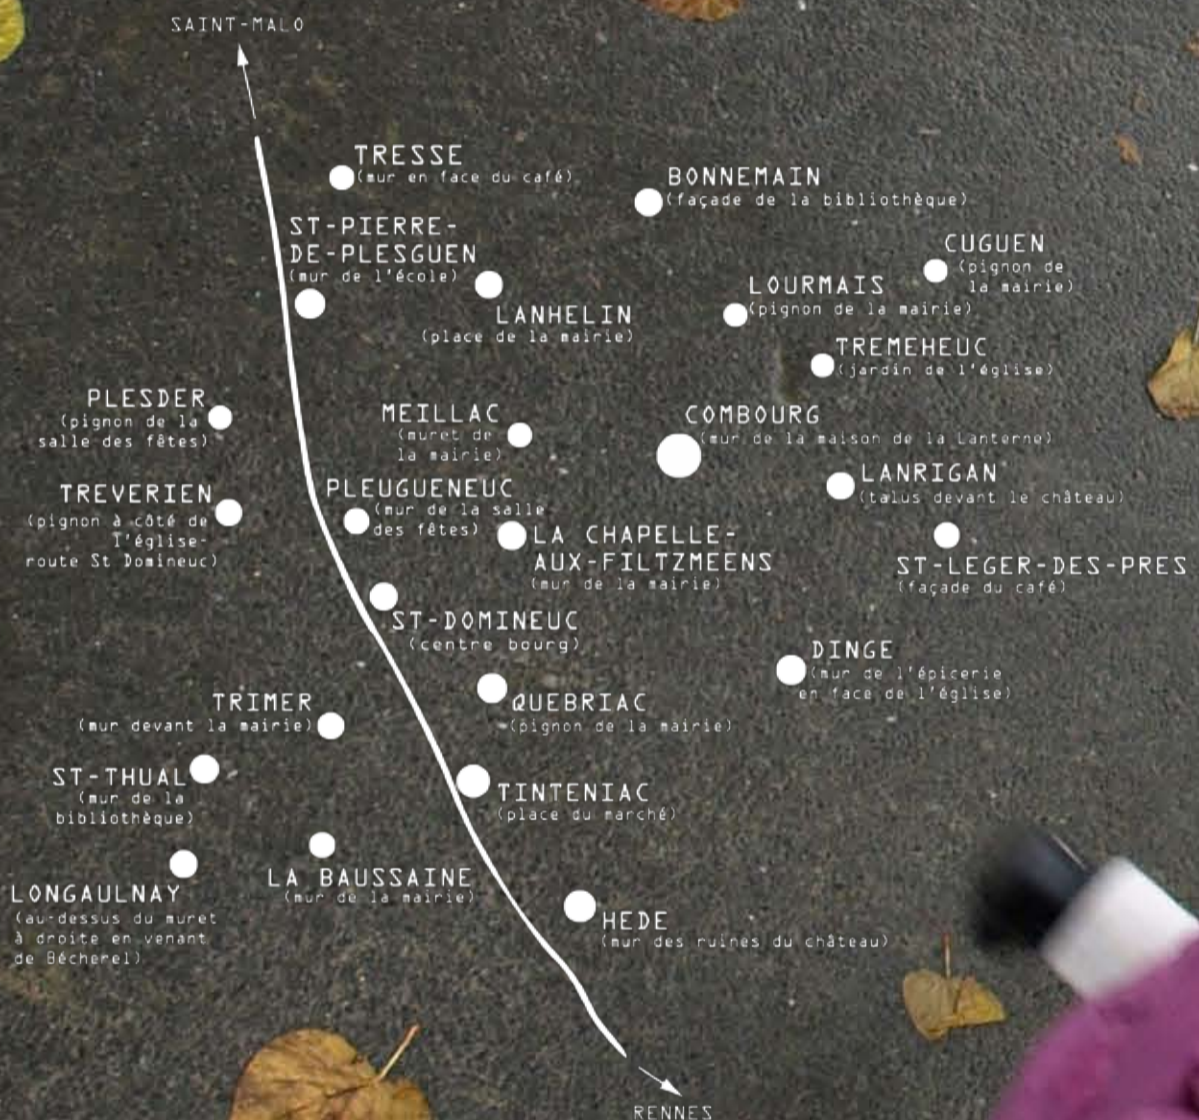 SAINT-MALO
TRESSE
(mur en face du café)
BONNEMAIN
(façade de la bibliothèque)
ST-PIERRE-
DE-PLESGUEN
(mur de l'école)
CUGUEN
(pignon de
la mairie)
LANHELIN
(place de la mairie)
LOURMAIS
(pignon de la mairie)
TREMEHEUC
(jardin de l'église)
PLESDER
(pignon de la
salle des fêtes)
MEILLAC
(muret de
la mairie)
COMBOURG
(mur de la maison de la Lanterne)
LANRIGAN
(talus devant le château)
TREVERIEN
(pignon à côté de
l'église-
route St Domineuc)
PLEUGUENEUC
(mur de la salle
des fêtes)
LA CHAPELLE-
AUX-FILTZMEENS
(mur de la mairie)
ST-LEGER-DES-PRES
(façade du café)
ST-DOMINEUC
(centre bourg)
DINGE
(mur de l'épicerie
en face de l'église)
TRIMER
(mur devant la mairie)
QUEBRIAC
(pignon de la mairie)
ST-THUAL
(mur de la
bibliothèque)
TINTENIAC
(place du marché)
LONGAULNAY
(au-dessus du muret
à droite en venant
de Bécherel)
LA BAUSSAINE
(mur de la mairie)
HEDE
(mur des ruines du château)
RENNES